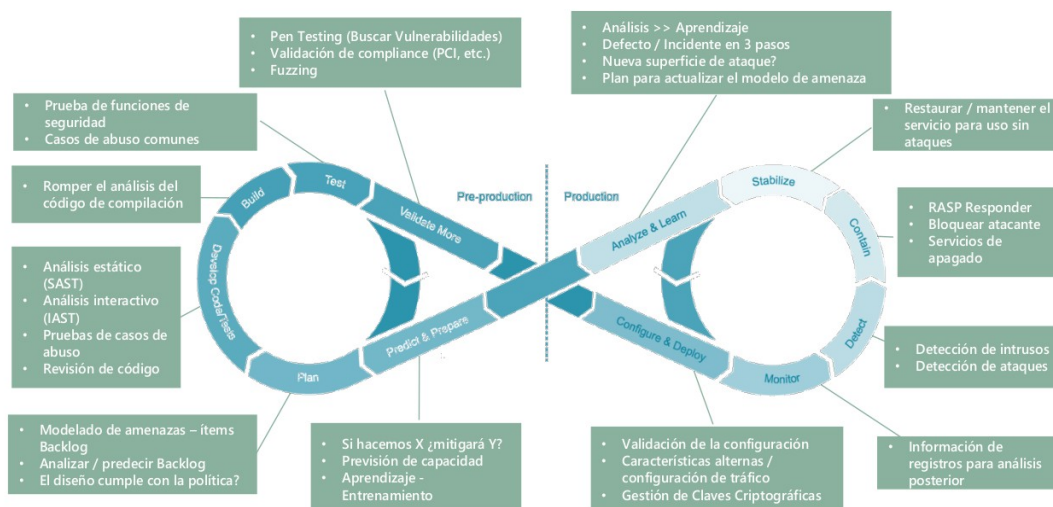 • Pen Testing (Buscar Vulnerabilidades)
• Validación de compliance (PCI, etc.)
• Fuzzing
• Análisis >> Aprendizaje
• Defecto / Incidente en 3 pasos
• Nueva superficie de ataque?
• Plan para actualizar el modelo de amenaza
• Prueba de funciones de
seguridad
• Casos de abuso comunes
• Restaurar / mantener el
servicio para uso sin
ataques
• Romper el análisis del
código de compilación
Build
Test
Validate More
Pre-production
Production
Analyze & Learn
Stabilize
Contain
• RASP Responder
• Bloquear atacante
• Servicios de
apagado
• Análisis estático
(SAST)
• Análisis interactivo
(IAST)
• Pruebas de casos de
abuso
• Revisión de código
Develop Code/Tests
Plan
Predict & Prepare
Configure & Deploy
Monitor
Detect
• Detección de intrusos
• Detección de ataques
• Modelado de amenazas – ítems
Backlog
• Analizar / predecir Backlog
• El diseño cumple con la política?
• Si hacemos X ¿mitigará Y?
• Previsión de capacidad
• Aprendizaje -
Entrenamiento
• Validación de la configuración
• Características alternas /
configuración de tráfico
• Gestión de Claves Criptográficas
• Información de
registros para análisis
posterior